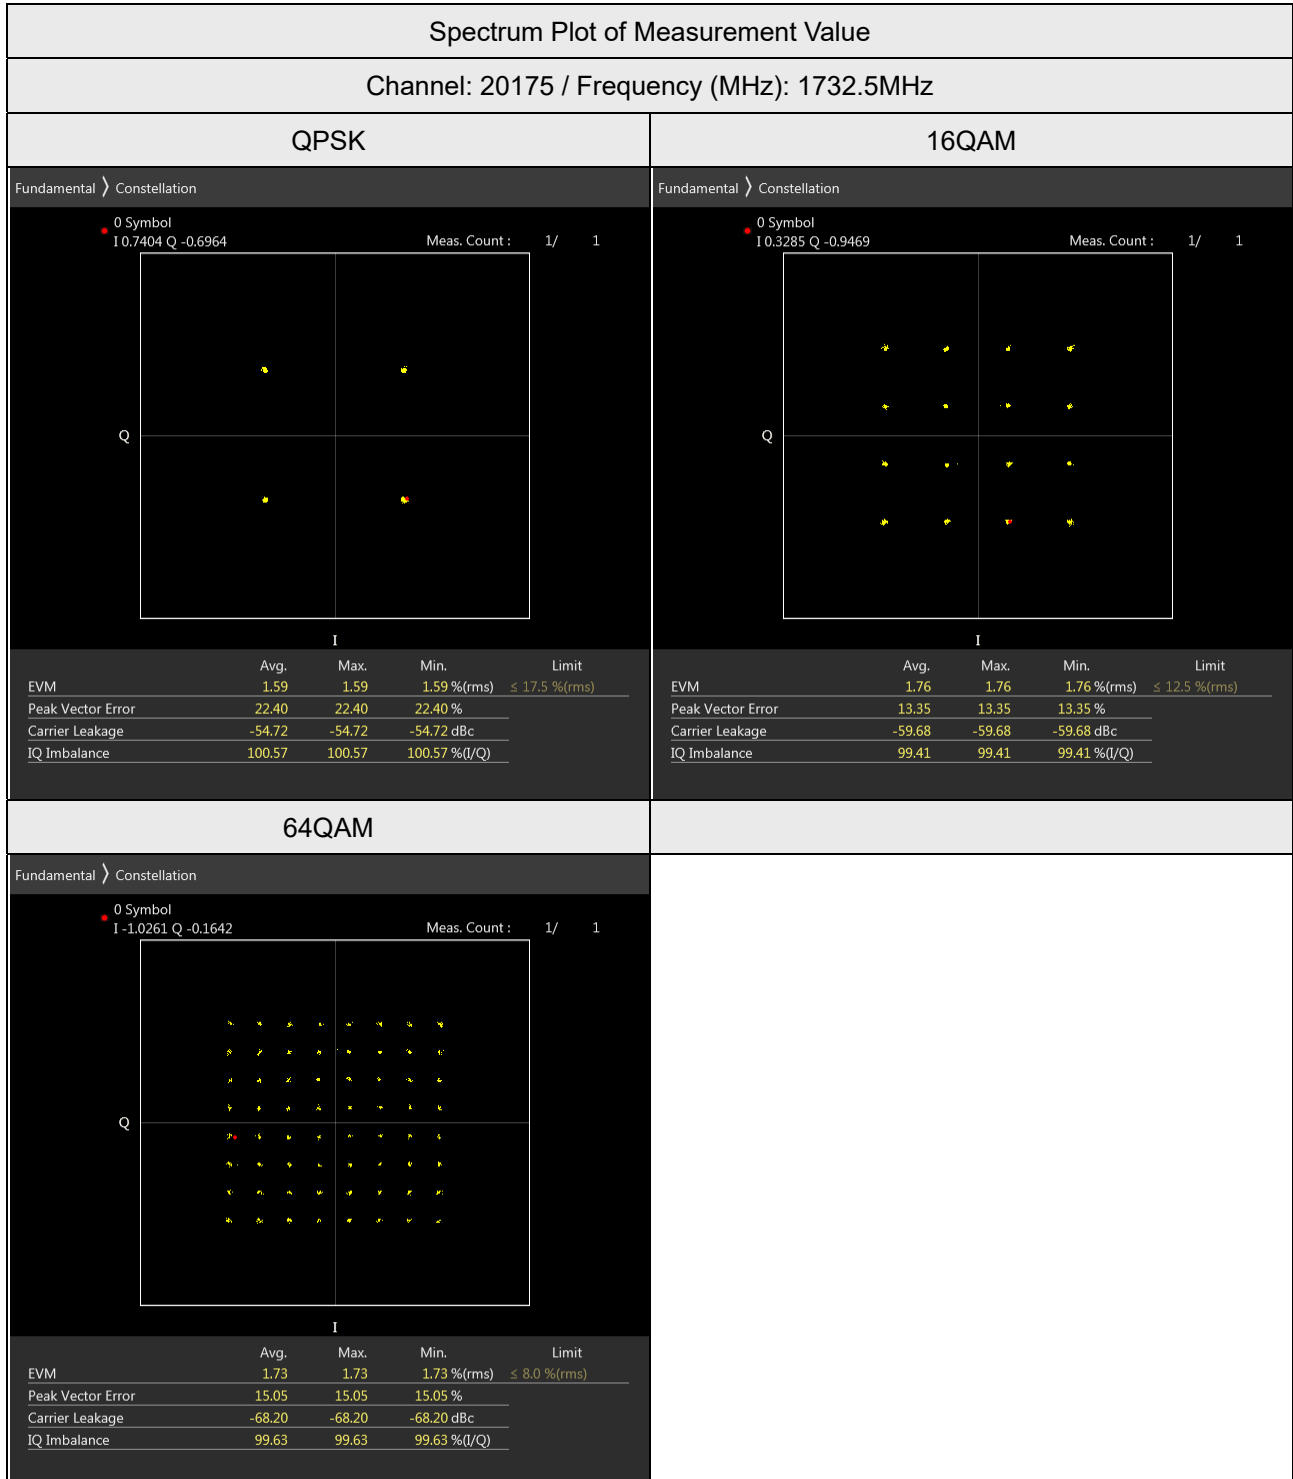 Spectrum Plot of Measurement Value
Channel: 20175 / Frequency (MHz): 1732.5MHz
QPSK
16QAM
Fundamental 〉 Constellation
0 Symbol
I 0.7404 Q -0.6964 Meas. Count : 1/ 1
Q
I
Avg. Max. Min. Limit
EVM 1.59 1.59 1.59 %(rms) ≤ 17.5 %(rms)
Peak Vector Error 22.40 22.40 22.40 %
Carrier Leakage -54.72 -54.72 -54.72 dBc
IQ Imbalance 100.57 100.57 100.57 %(I/Q)
Fundamental 〉 Constellation
0 Symbol
I 0.3285 Q -0.9469 Meas. Count : 1/ 1
Q
I
Avg. Max. Min. Limit
EVM 1.76 1.76 1.76 %(rms) ≤ 12.5 %(rms)
Peak Vector Error 13.35 13.35 13.35 %
Carrier Leakage -59.68 -59.68 -59.68 dBc
IQ Imbalance 99.41 99.41 99.41 %(I/Q)
64QAM
Fundamental 〉 Constellation
0 Symbol
I -1.0261 Q -0.1642 Meas. Count : 1/ 1
Q
I
Avg. Max. Min. Limit
EVM 1.73 1.73 1.73 %(rms) ≤ 8.0 %(rms)
Peak Vector Error 15.05 15.05 15.05 %
Carrier Leakage -68.20 -68.20 -68.20 dBc
IQ Imbalance 99.63 99.63 99.63 %(I/Q)